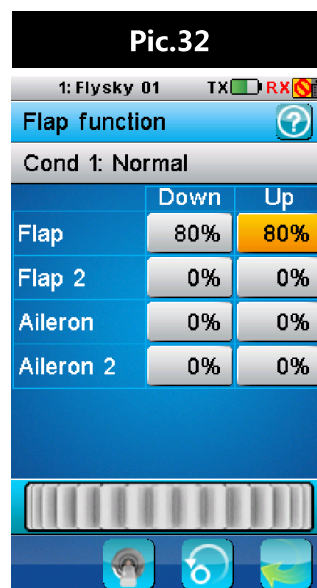 Pic.32
1: Flysky 01 TX RX
Flap function ?
Cond 1: Normal
Down Up
Flap 80% 80%
Flap 2 0% 0%
Aileron 0% 0%
Aileron 2 0% 0%